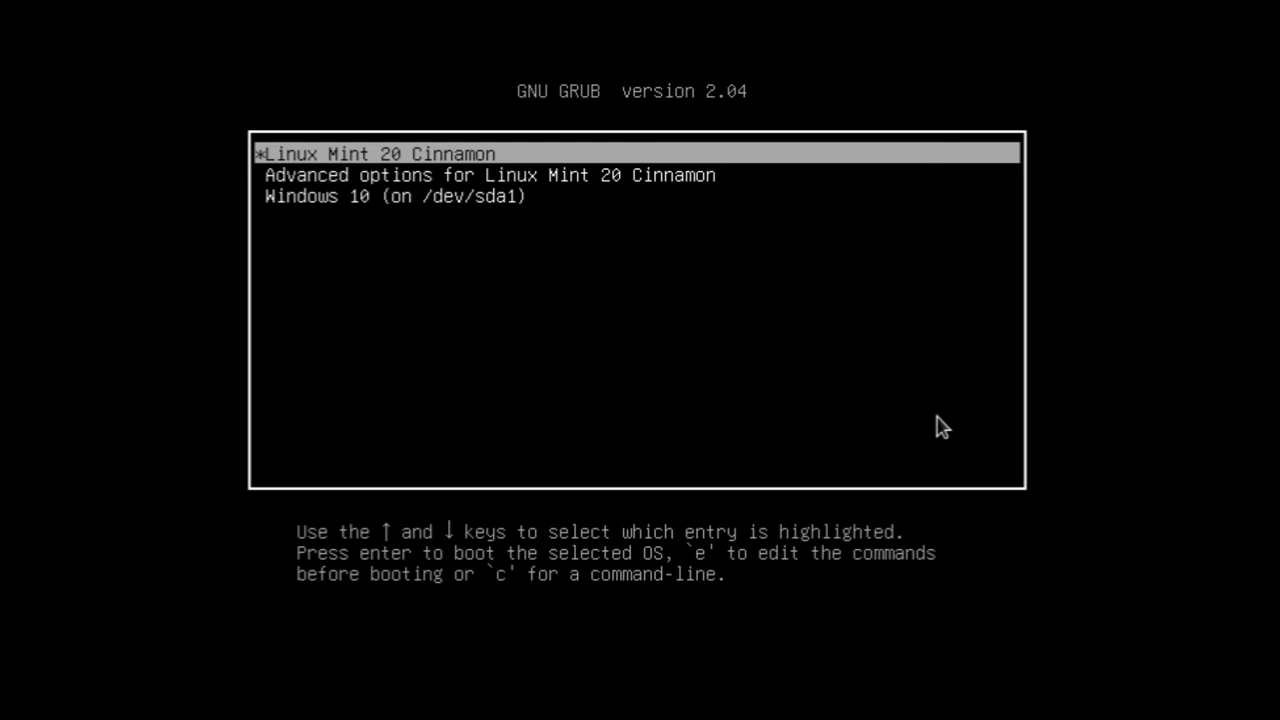 GNU GRUB  version 2.04
*Linux Mint 20 Cinnamon
Advanced options for Linux Mint 20 Cinnamon
Windows 10 (on /dev/sda1)
Use the ↑ and ↓ keys to select which entry is highlighted.
Press enter to boot the selected OS, `e' to edit the commands
before booting or `c' for a command-line.